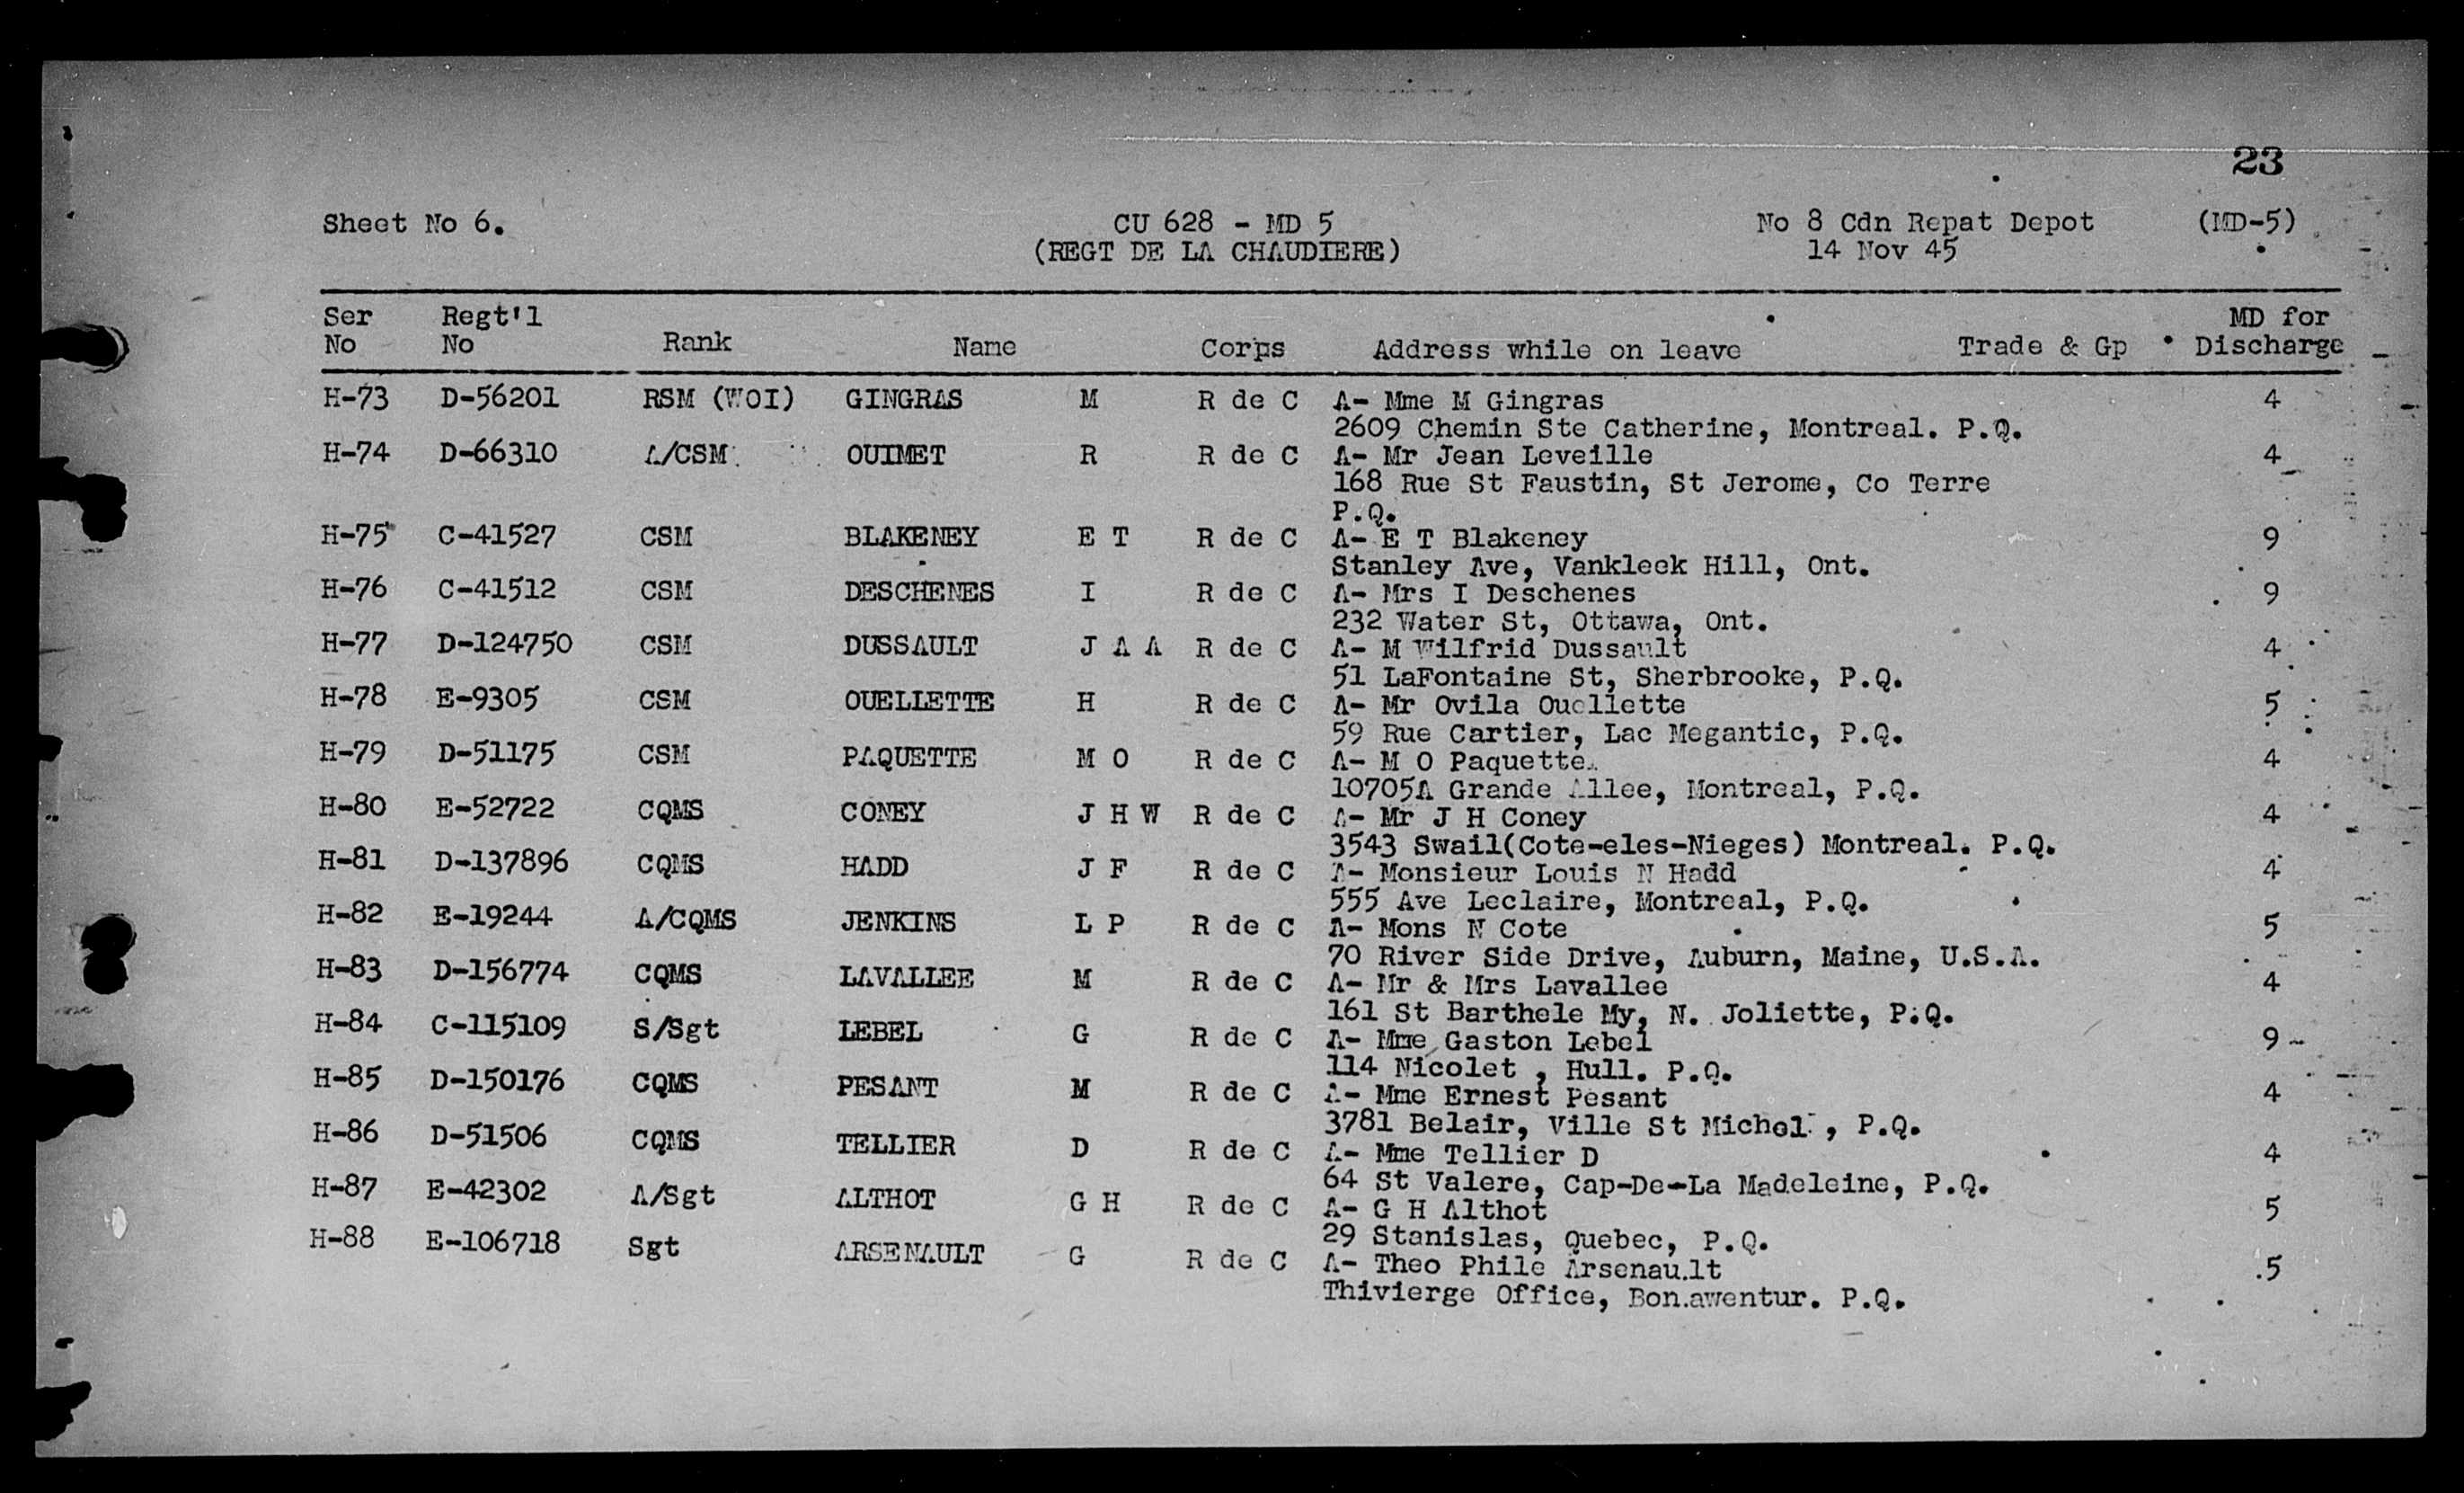 23
Sheet No 6. CU 628 - MD 5 No 8 Cdn Repat Depot (MD-5)
(REGT DE LA CHAUDIERE) 14 Nov 45
Ser Regt'l MD for
No No Rank Name Corps Address while on leave Trade & Gp Discharge
H-73 D-56201 RSM (WOI) GINGRAS M R de C A- Mme M Gingras 4
2609 Chemin Ste Catherine, Montreal. P.Q.
H-74 D-66310 A/CSM OUIMET R R de C A- Mr Jean Leveille 4
168 Rue St Faustin, St Jerome, Co Terre
P.Q.
H-75 C-41527 CSM BLAKENEY E T R de C A- E T Blakeney 9
Stanley Ave, Vankleek Hill, Ont.
H-76 C-41512 CSM DESCHENES I R de C A- Mrs I Deschenes 9
232 Water St, Ottawa, Ont.
H-77 D-124750 CSM DUSSAULT J A A R de C A- M Wilfrid Dussault 4
51 LaFontaine St, Sherbrooke, P.Q.
H-78 E-9305 CSM OUELLETTE H R de C A- Mr Ovila Ouellette 5
59 Rue Cartier, Lac Megantic, P.Q.
H-79 D-51175 CSM PAQUETTE M O R de C A- M O Paquette 4
10705A Grande Allee, Montreal, P.Q.
H-80 E-52722 CQMS CONEY J H W R de C A- Mr J H Coney 4
3543 Swail(Cote-eles-Nieges) Montreal. P.Q.
H-81 D-137896 CQMS HADD J F R de C A- Monsieur Louis N Hadd 4
555 Ave Leclaire, Montreal, P.Q.
H-82 E-19244 A/CQMS JENKINS L P R de C A- Mons N Cote 5
70 River Side Drive, Auburn, Maine, U.S.A.
H-83 D-156774 CQMS LAVALLEE M R de C A- Mr & Mrs Lavallee 4
161 St Barthele My, N. Joliette, P.Q.
H-84 C-115109 S/Sgt LEBEL G R de C A- Mme Gaston Lebel 9
114 Nicolet , Hull. P.Q.
H-85 D-150176 CQMS PESANT M R de C A- Mme Ernest Pesant 4
3781 Belair, Ville St Michel , P.Q.
H-86 D-51506 CQMS TELLIER D R de C A- Mme Tellier D 4
64 St Valere, Cap-De-La Madeleine, P.Q.
H-87 E-42302 A/Sgt ALTHOT G H R de C A- G H Althot 5
29 Stanislas, Quebec, P.Q.
H-88 E-106718 Sgt ARSENAULT G R de C A- Theo Phile Arsenault 5
Thivierge Office, Bonawentur. P.Q.